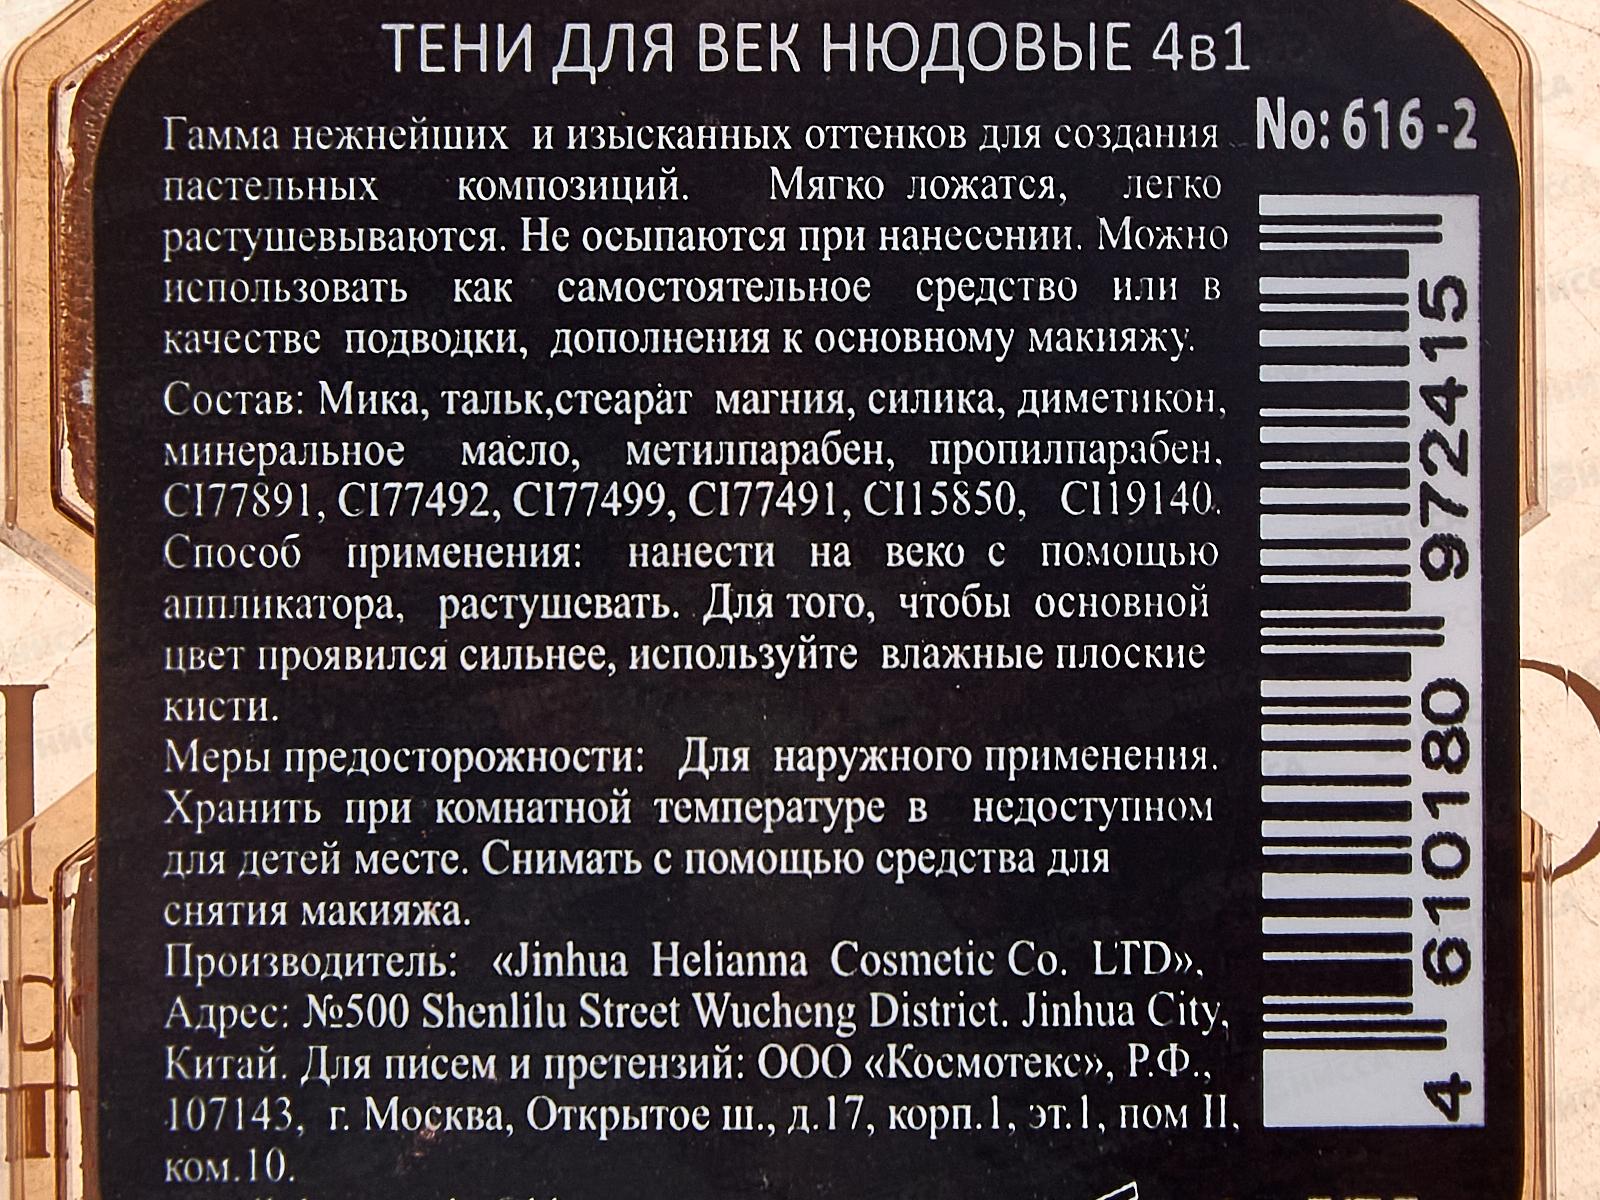 ТЕНИ ДЛЯ ВЕК НЮДОВЫЕ 4в1
No: 616-2
Гамма нежнейших и изысканных оттенков для создания
пастельных композиций. Мягко ложатся, легко
растушевываются. Не осыпаются при нанесении. Можно
использовать как самостоятельное средство или в
качестве подводки, дополнения к основному макияжу.
Состав: Мика, тальк,стеарат магния, силика, диметикон,
минеральное масло, метилпарабен, пропилпарабен,
CI77891, CI77492, CI77499, CI77491, CI15850, CI19140.
Способ применения: нанести на веко с помощью
аппликатора, растушевать. Для того, чтобы основной
цвет проявился сильнее, используйте влажные плоские
кисти.
Меры предосторожности: Для наружного применения.
Хранить при комнатной температуре в недоступном
для детей месте. Снимать с помощью средства для
снятия макияжа.
Производитель: «Jinhua Helianna Cosmetic Co. LTD»,
Адрес: №500 Shenlilu Street Wucheng District. Jinhua City,
Китай. Для писем и претензий: ООО «Космотекс», Р.Ф.,
107143, г. Москва, Открытое ш., д.17, корп.1, эт.1, пом II,
ком.10.
4 610180 972415